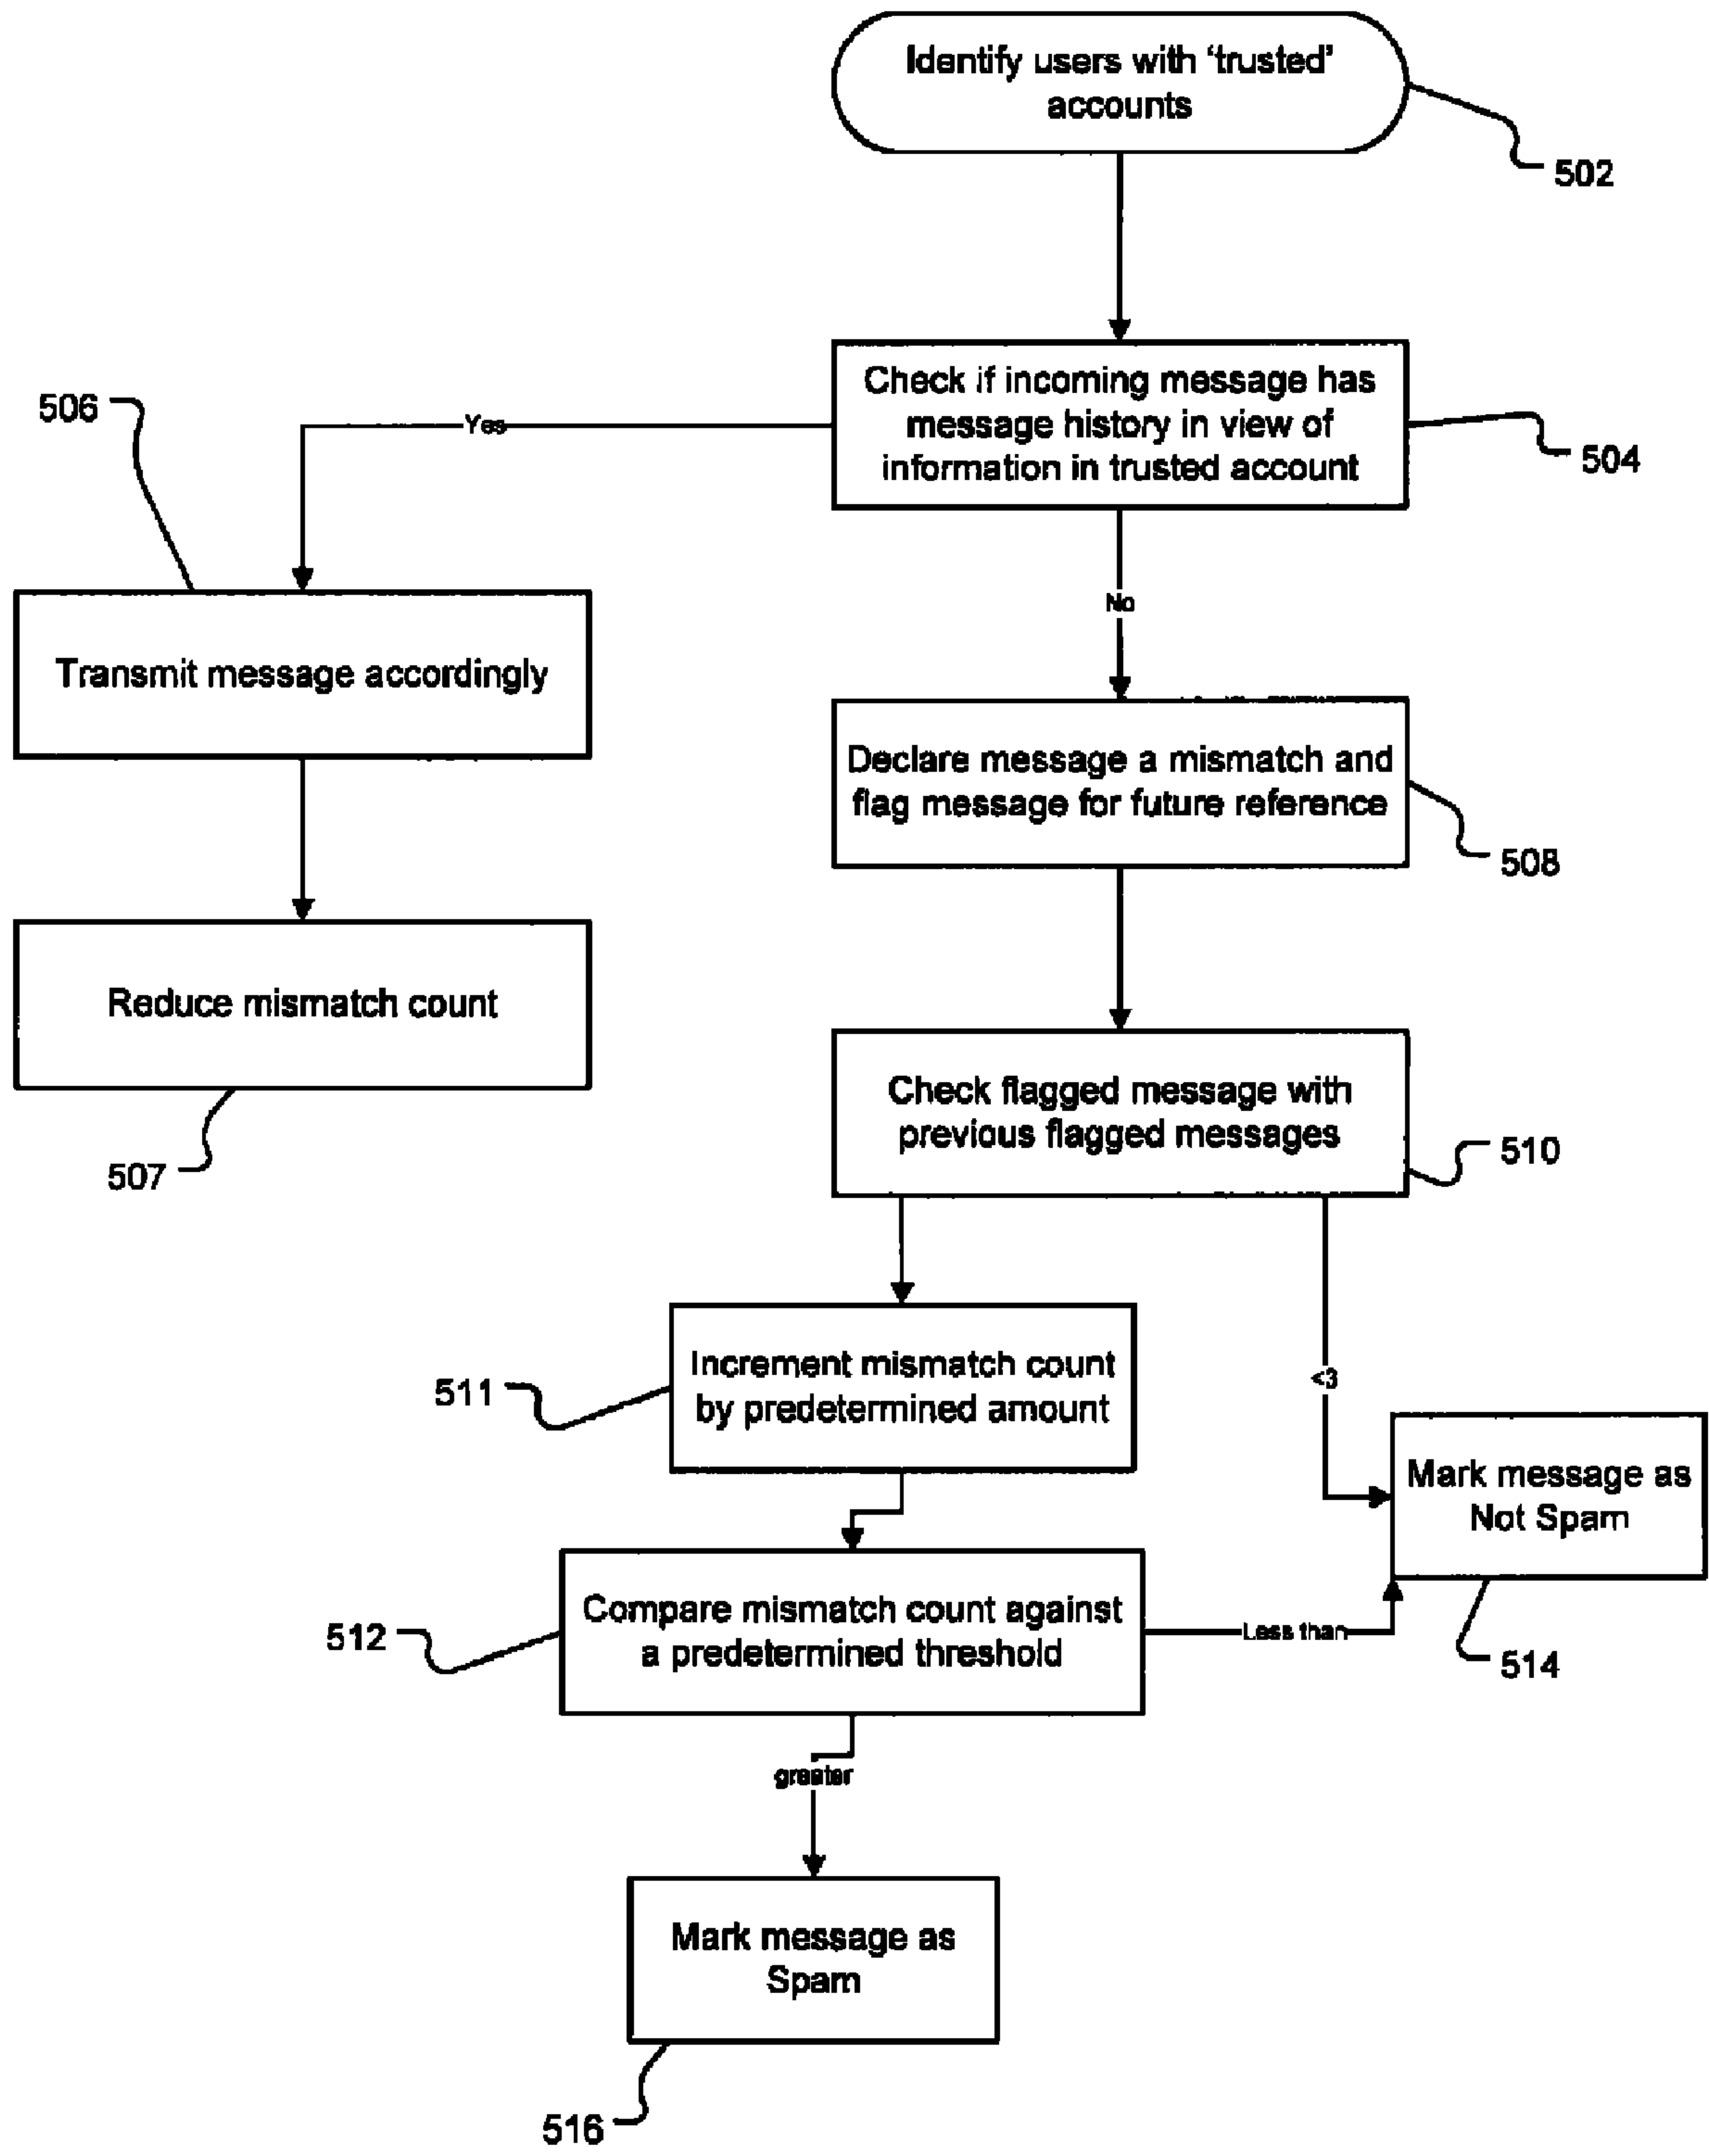 Identify users with ‘trusted’
accounts
502
Check if incoming message has
message history in view of
information in trusted account
504
506
Yes
No
Transmit message accordingly
Declare message a mismatch and
flag message for future reference
508
Reduce mismatch count
507
Check flagged message with
previous flagged messages
510
Increment mismatch count
by predetermined amount
511
<3
Mark message as
Not Spam
514
Compare mismatch count against
a predetermined threshold
512
Less than
greater
Mark message as
Spam
516